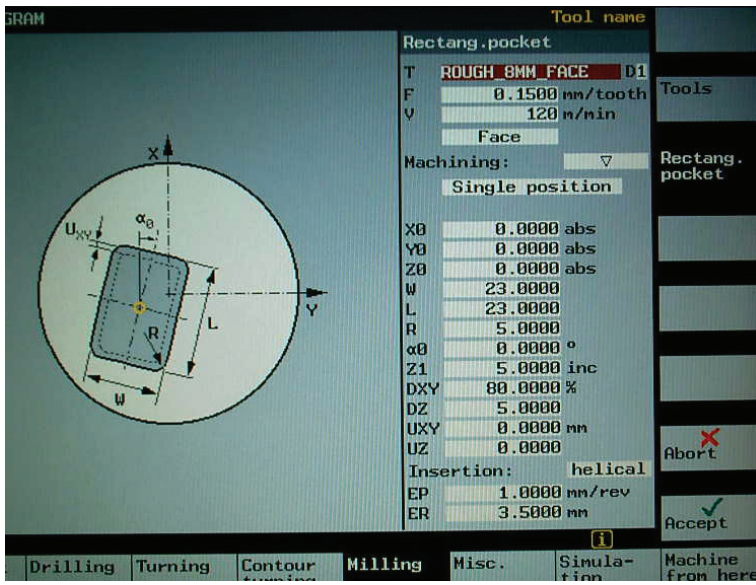 GRAM
Tool name
Rectang.pocket
T ROUGH_8MM_FACE D1
F 0.1500 mm/tooth
V 120 m/min
Face
Machining: ▽
Single position
X0 0.0000 abs
Y0 0.0000 abs
Z0 0.0000 abs
W 23.0000
L 23.0000
R 5.0000
α0 0.0000 °
Z1 5.0000 inc
DXY 80.0000 %
DZ 5.0000
UXY 0.0000 mm
UZ 0.0000
Insertion: helical
EP 1.0000 mm/rev
ER 3.5000 mm
X
α0
UXY
Y
L
R
W
Tools
Rectang.
pocket
Abort
Accept
i
Drilling
Turning
Contour
turning
Milling
Misc.
Simula-
tion
Machine
from here